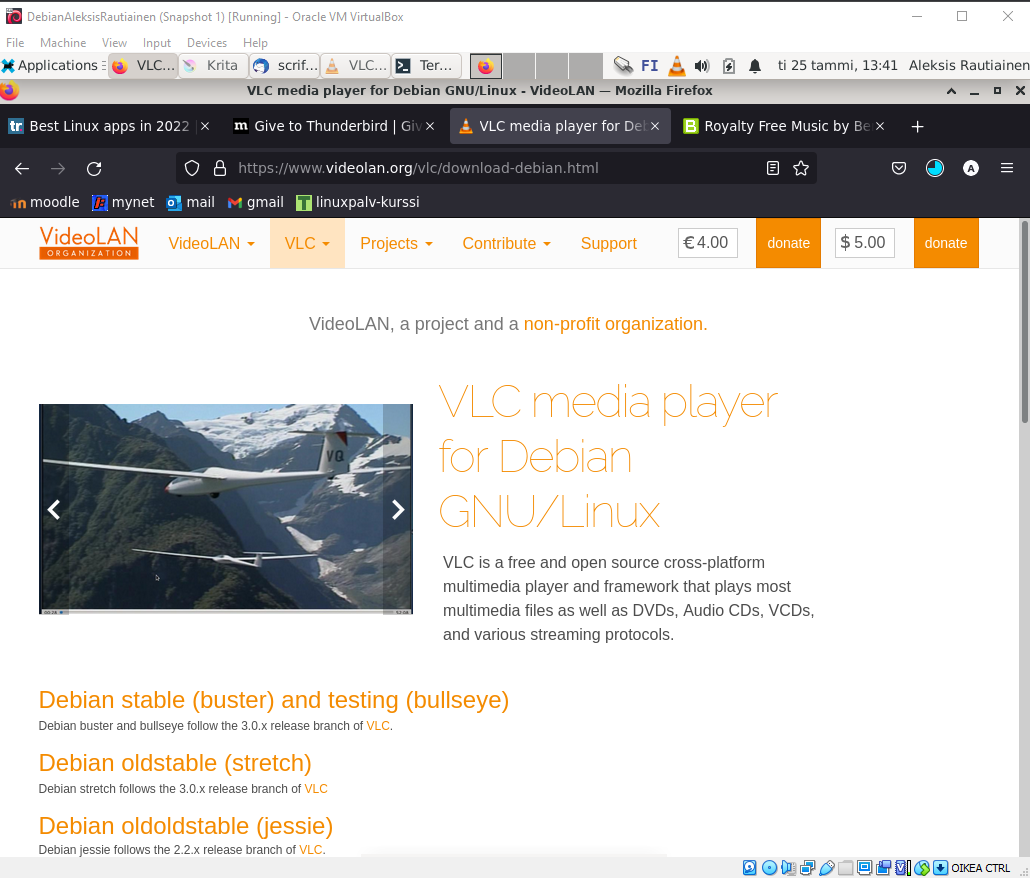 DebianAleksisRautiainen (Snapshot 1) [Running] - Oracle VM VirtualBox
File Machine View Input Devices Help
Applications VLC... Krita scrif... VLC... Ter... FI ti 25 tammi, 13:41 Aleksis Rautiainen
VLC media player for Debian GNU/Linux - VideoLAN — Mozilla Firefox
tr Best Linux apps in 2022 m Give to Thunderbird | Giv VLC media player for Deb B Royalty Free Music by Be
https://www.videolan.org/vlc/download-debian.html A
moodle mynet mail gmail linuxpalv-kurssi
VideoLAN
ORGANIZATION
VideoLAN VLC Projects Contribute Support € 4.00 donate $ 5.00 donate
VideoLAN, a project and a non-profit organization.
VQ
VLC media player
for Debian
GNU/Linux
VLC is a free and open source cross-platform
multimedia player and framework that plays most
multimedia files as well as DVDs, Audio CDs, VCDs,
and various streaming protocols.
Debian stable (buster) and testing (bullseye)
Debian buster and bullseye follow the 3.0.x release branch of VLC.
Debian oldstable (stretch)
Debian stretch follows the 3.0.x release branch of VLC
Debian oldoldstable (jessie)
Debian jessie follows the 2.2.x release branch of VLC.
OIKEA CTRL